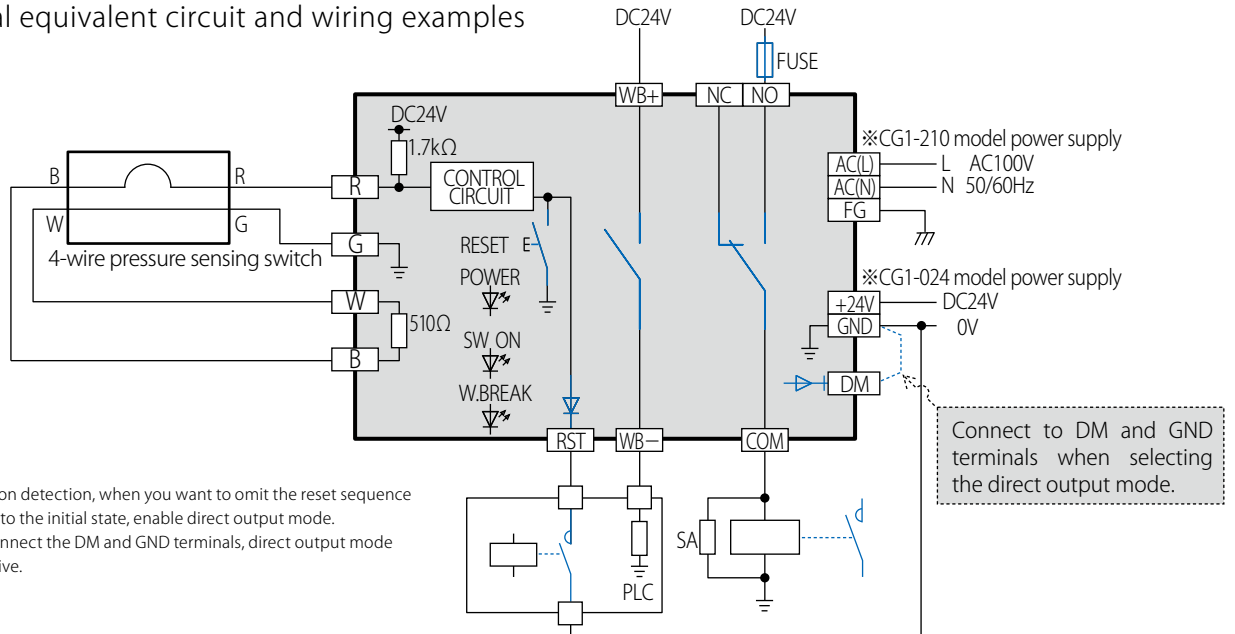 al equivalent circuit and wiring examples
DC24V
DC24V
FUSE
WB+
NC
NO
DC24V
1.7kΩ
※CG1-210 model power supply
AC(L)
L AC100V
AC(N)
N 50/60Hz
FG
B
R
W
G
4-wire pressure sensing switch
R
CONTROL
CIRCUIT
G
RESET
E
POWER
W
510Ω
SW ON
B
W.BREAK
※CG1-024 model power supply
+24V
DC24V
GND
0V
DM
RST
WB−
COM
Connect to DM and GND
terminals when selecting
the direct output mode.
on detection, when you want to omit the reset sequence
to the initial state, enable direct output mode.
nnect the DM and GND terminals, direct output mode
ive.
SA
PLC